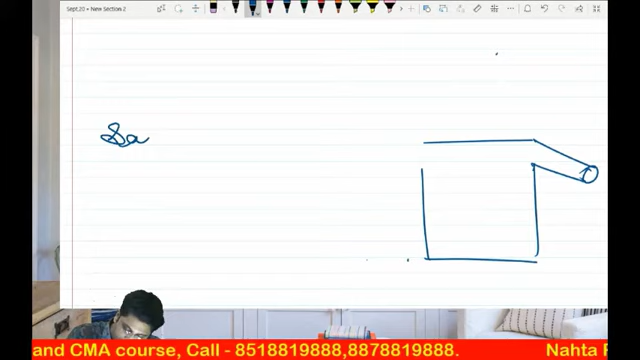 Sept.20 • New Section 2
Sa
and CMA course, Call - 8518819888,8878819888.
Nahta